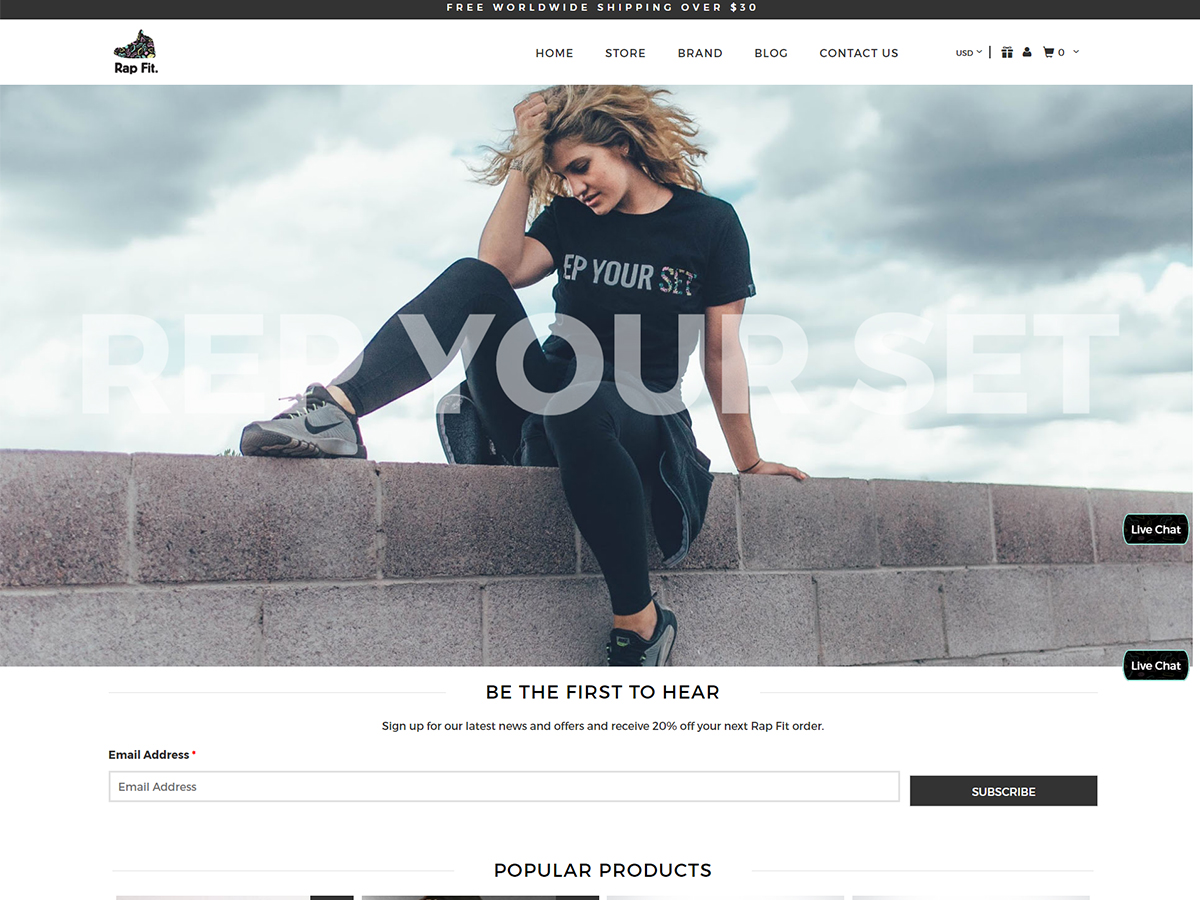 FREE WORLDWIDE SHIPPING OVER $30
Rap Fit.
HOME STORE BRAND BLOG CONTACT US
USD
0
EP YOUR SET
REP YOUR SET
Live Chat
Live Chat
BE THE FIRST TO HEAR
Sign up for our latest news and offers and receive 20% off your next Rap Fit order.
Email Address *
Email Address
SUBSCRIBE
POPULAR PRODUCTS